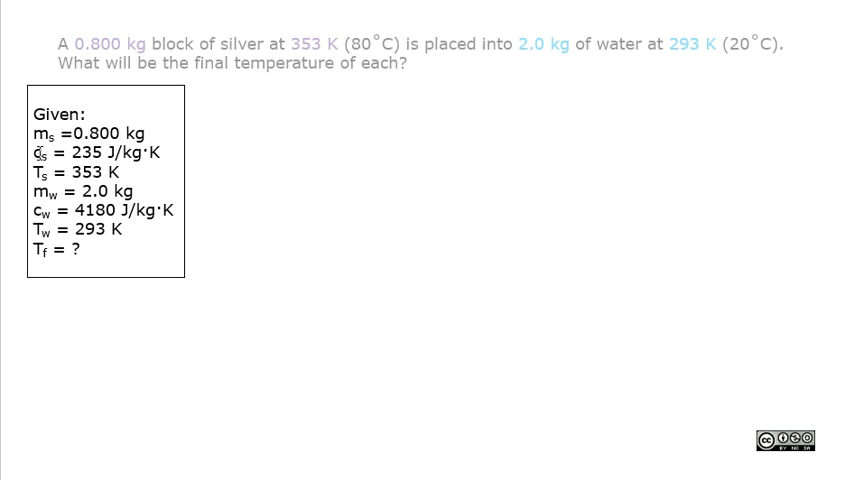 A 0.800 kg block of silver at 353 K (80°C) is placed into 2.0 kg of water at 293 K (20°C).
What will be the final temperature of each?
Given:
mₛ =0.800 kg
cₛ = 235 J/kg·K
Tₛ = 353 K
m_w = 2.0 kg
c_w = 4180 J/kg·K
T_w = 293 K
T_f = ?
cc
BY NC SA